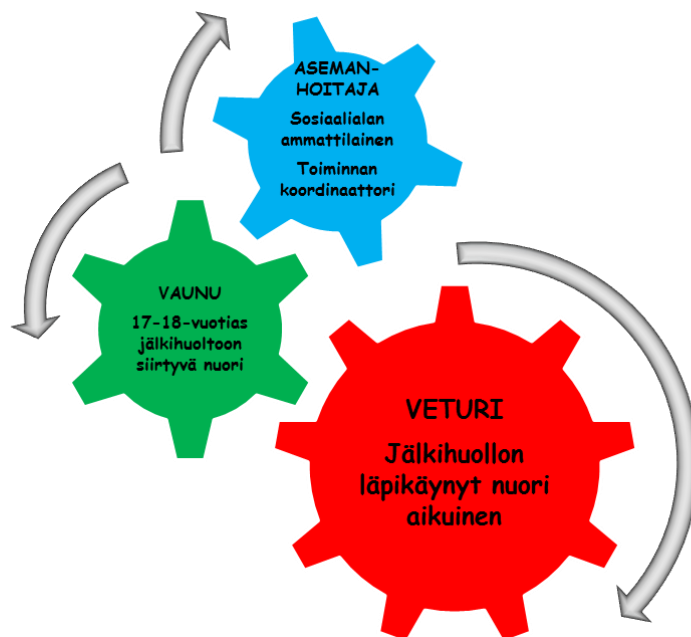 ASEMAN-
HOITAJA
Sosiaalialan
ammattilainen
Toiminnan
koordinaattori
VAUNU
17-18-vuotias
jälkihuoltoon
siirtyvä nuori
VETURI
Jälkihuollon
läpikäynyt nuori
aikuinen